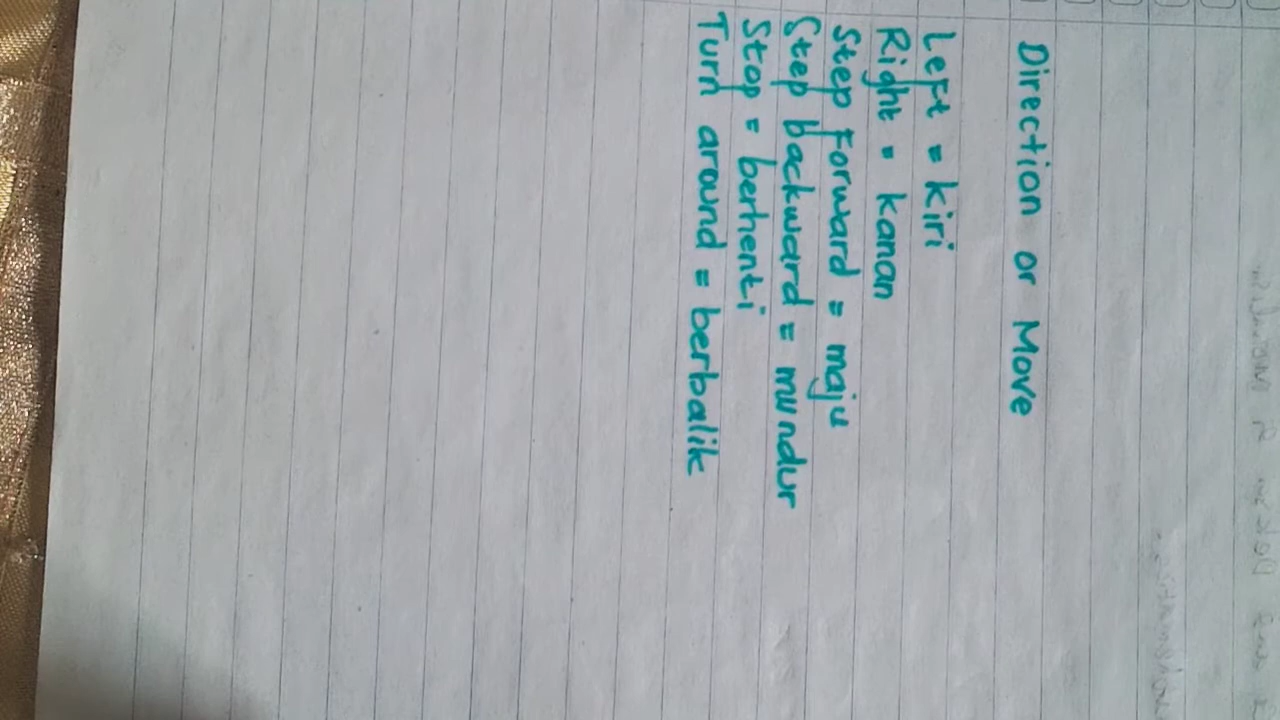 Direction or Move
Left = kiri
Right = kanan
Step Forward = maju
Step backward = mundur
Stop = berhenti
Turn around = berbalik